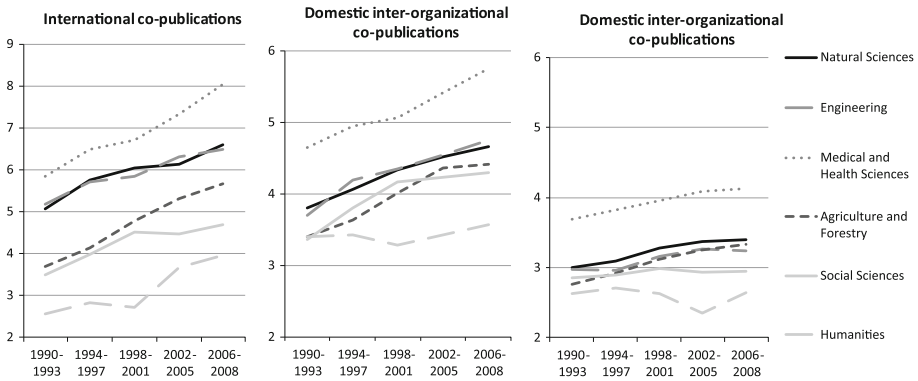 International co-publications
9
8
7
6
5
4
3
2
1990- 1994- 1998- 2002- 2006-
1993 1997 2001 2005 2008
Domestic inter-organizational
co-publications
6
5
4
3
2
1990- 1994- 1998- 2002- 2006-
1993 1997 2001 2005 2008
Domestic inter-organizational
co-publications
6
5
4
3
2
1990- 1994- 1998- 2002- 2006-
1993 1997 2001 2005 2008
Natural Sciences
Engineering
Medical and
Health Sciences
Agriculture and
Forestry
Social Sciences
Humanities